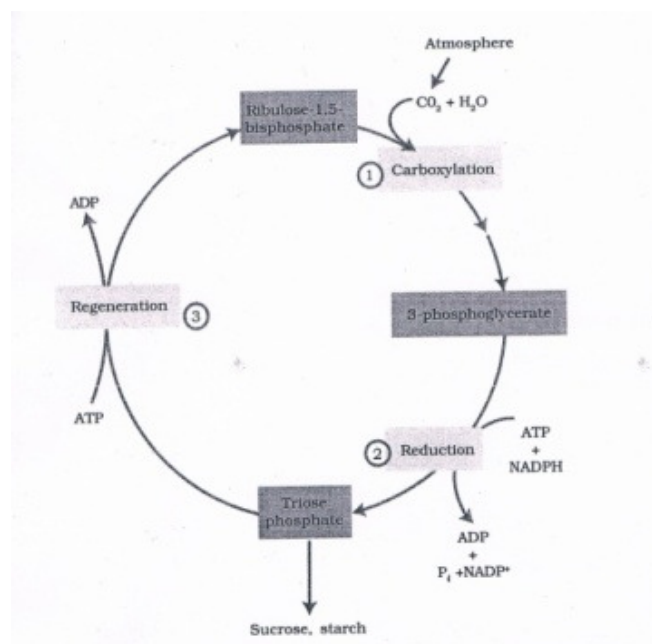 Atmosphere
CO₂ + H₂O
Ribulose-1,5-
bisphosphate
1 Carboxylation
ADP
3-phosphoglycerate
Regeneration 3
ATP
2 Reduction
ATP
+
NADPH
Triose
phosphate
ADP
+
Pᵢ +NADP⁺
Sucrose, starch